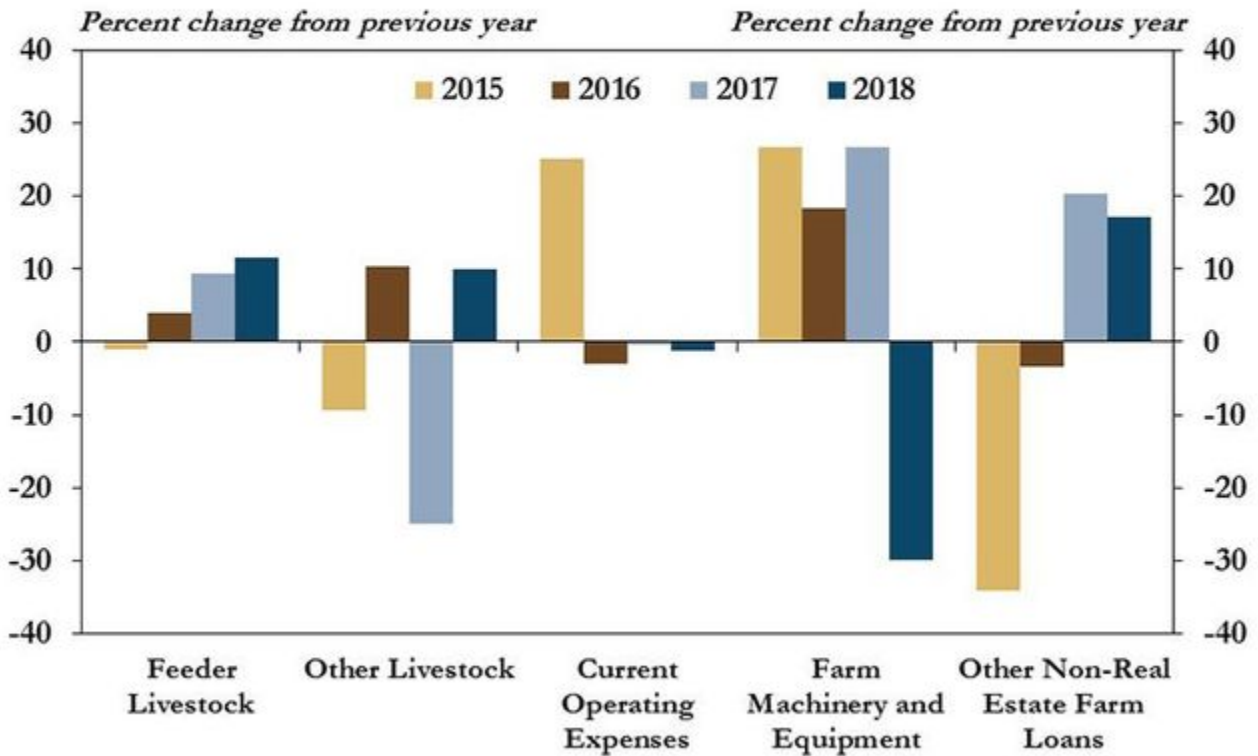 Percent change from previous year
Percent change from previous year
40
40
2015
2016
2017
2018
30
30
20
20
10
10
0
0
-10
-10
-20
-20
-30
-30
-40
-40
Feeder
Livestock
Other Livestock
Current
Operating
Expenses
Farm
Machinery and
Equipment
Other Non-Real
Estate Farm
Loans